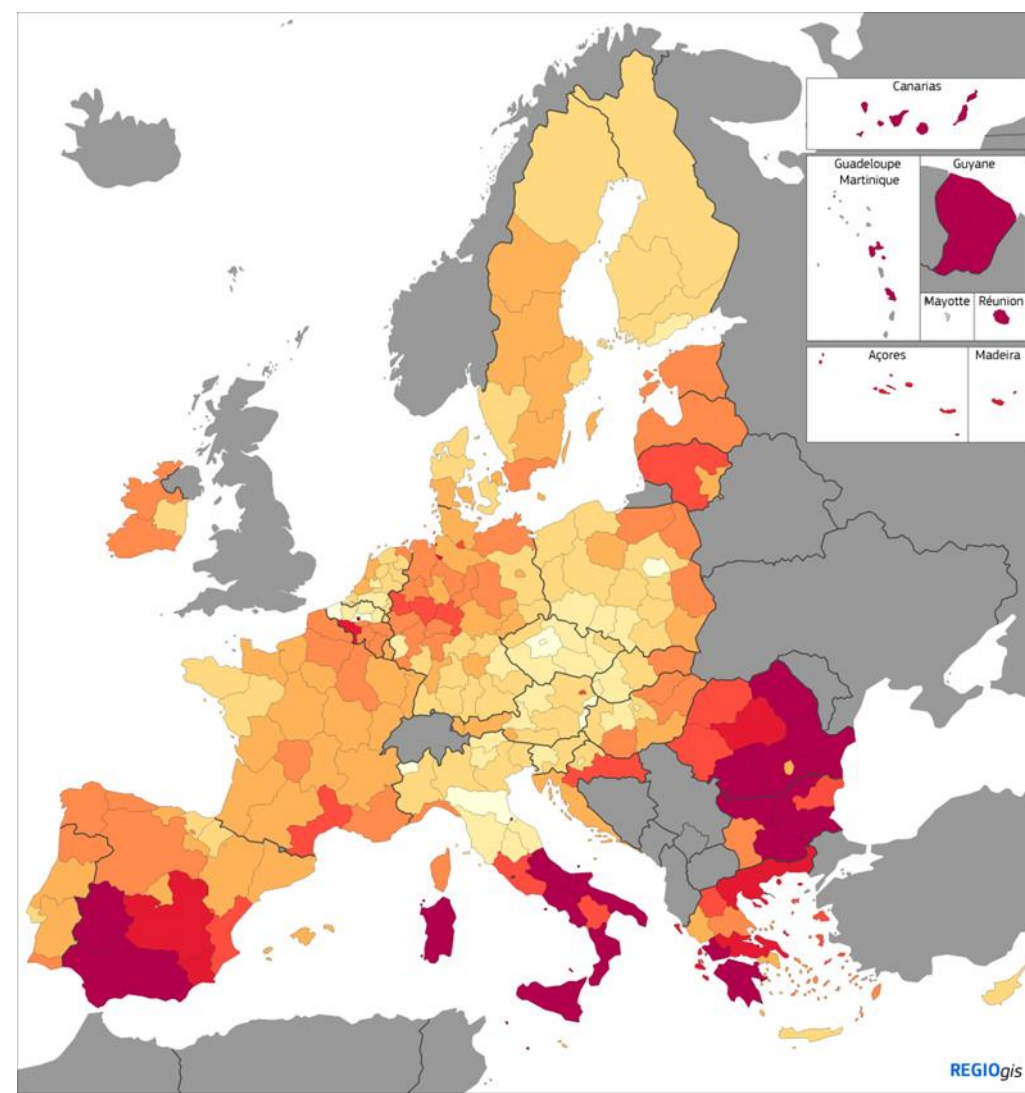 Canarias
Guadeloupe
Martinique
Guyane
Mayotte
Réunion
Açores
Madeira
REGIOgis